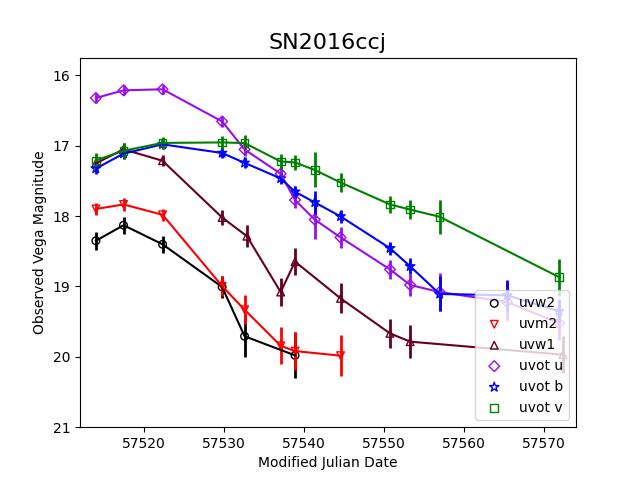 SN2016ccj
Observed Vega Magnitude
16
17
18
19
20
21
uvw2
uvm2
uvw1
uvot u
uvot b
uvot v
57520 57530 57540 57550 57560 57570
Modified Julian Date